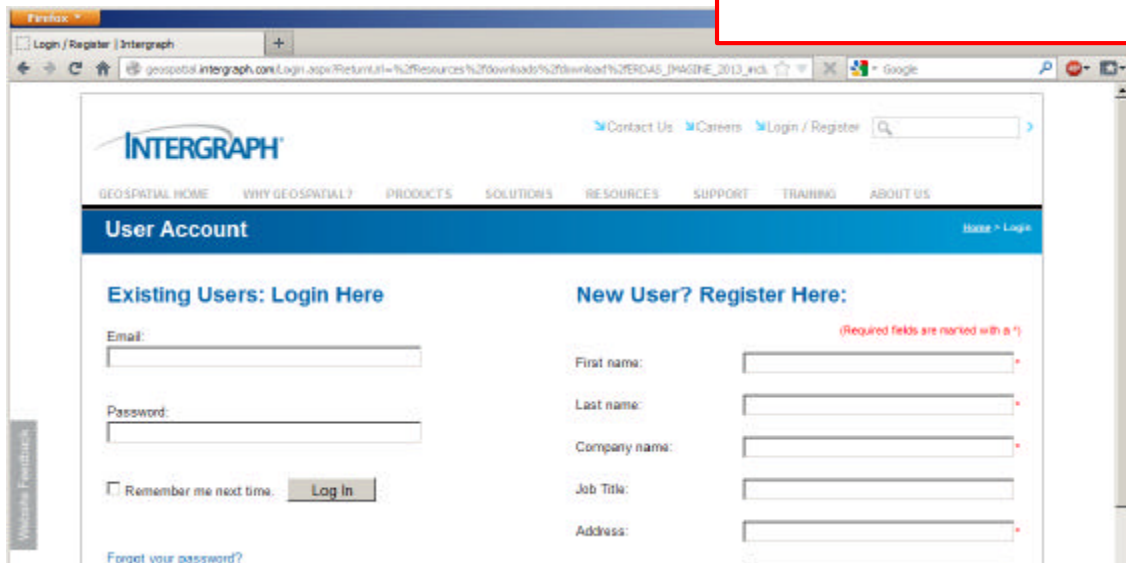 Firefox
Login / Register | Intergraph
+
geospatial.intergraph.com/Login.aspx?ReturnUrl=%2fResources%2fdownloads%2fdownload%2fERDAS_IMAGINE_2013_incl
Google
INTERGRAPH
Contact Us Careers Login / Register
GEOSPATIAL HOME WHY GEOSPATIAL? PRODUCTS SOLUTIONS RESOURCES SUPPORT TRAINING ABOUT US
User Account
Home > Login
Existing Users: Login Here
Email:
Password:
Remember me next time. Log In
Forgot your password?
New User? Register Here:
(Required fields are marked with a *)
First name: *
Last name: *
Company name: *
Job Title:
Address: *
Website Feedback